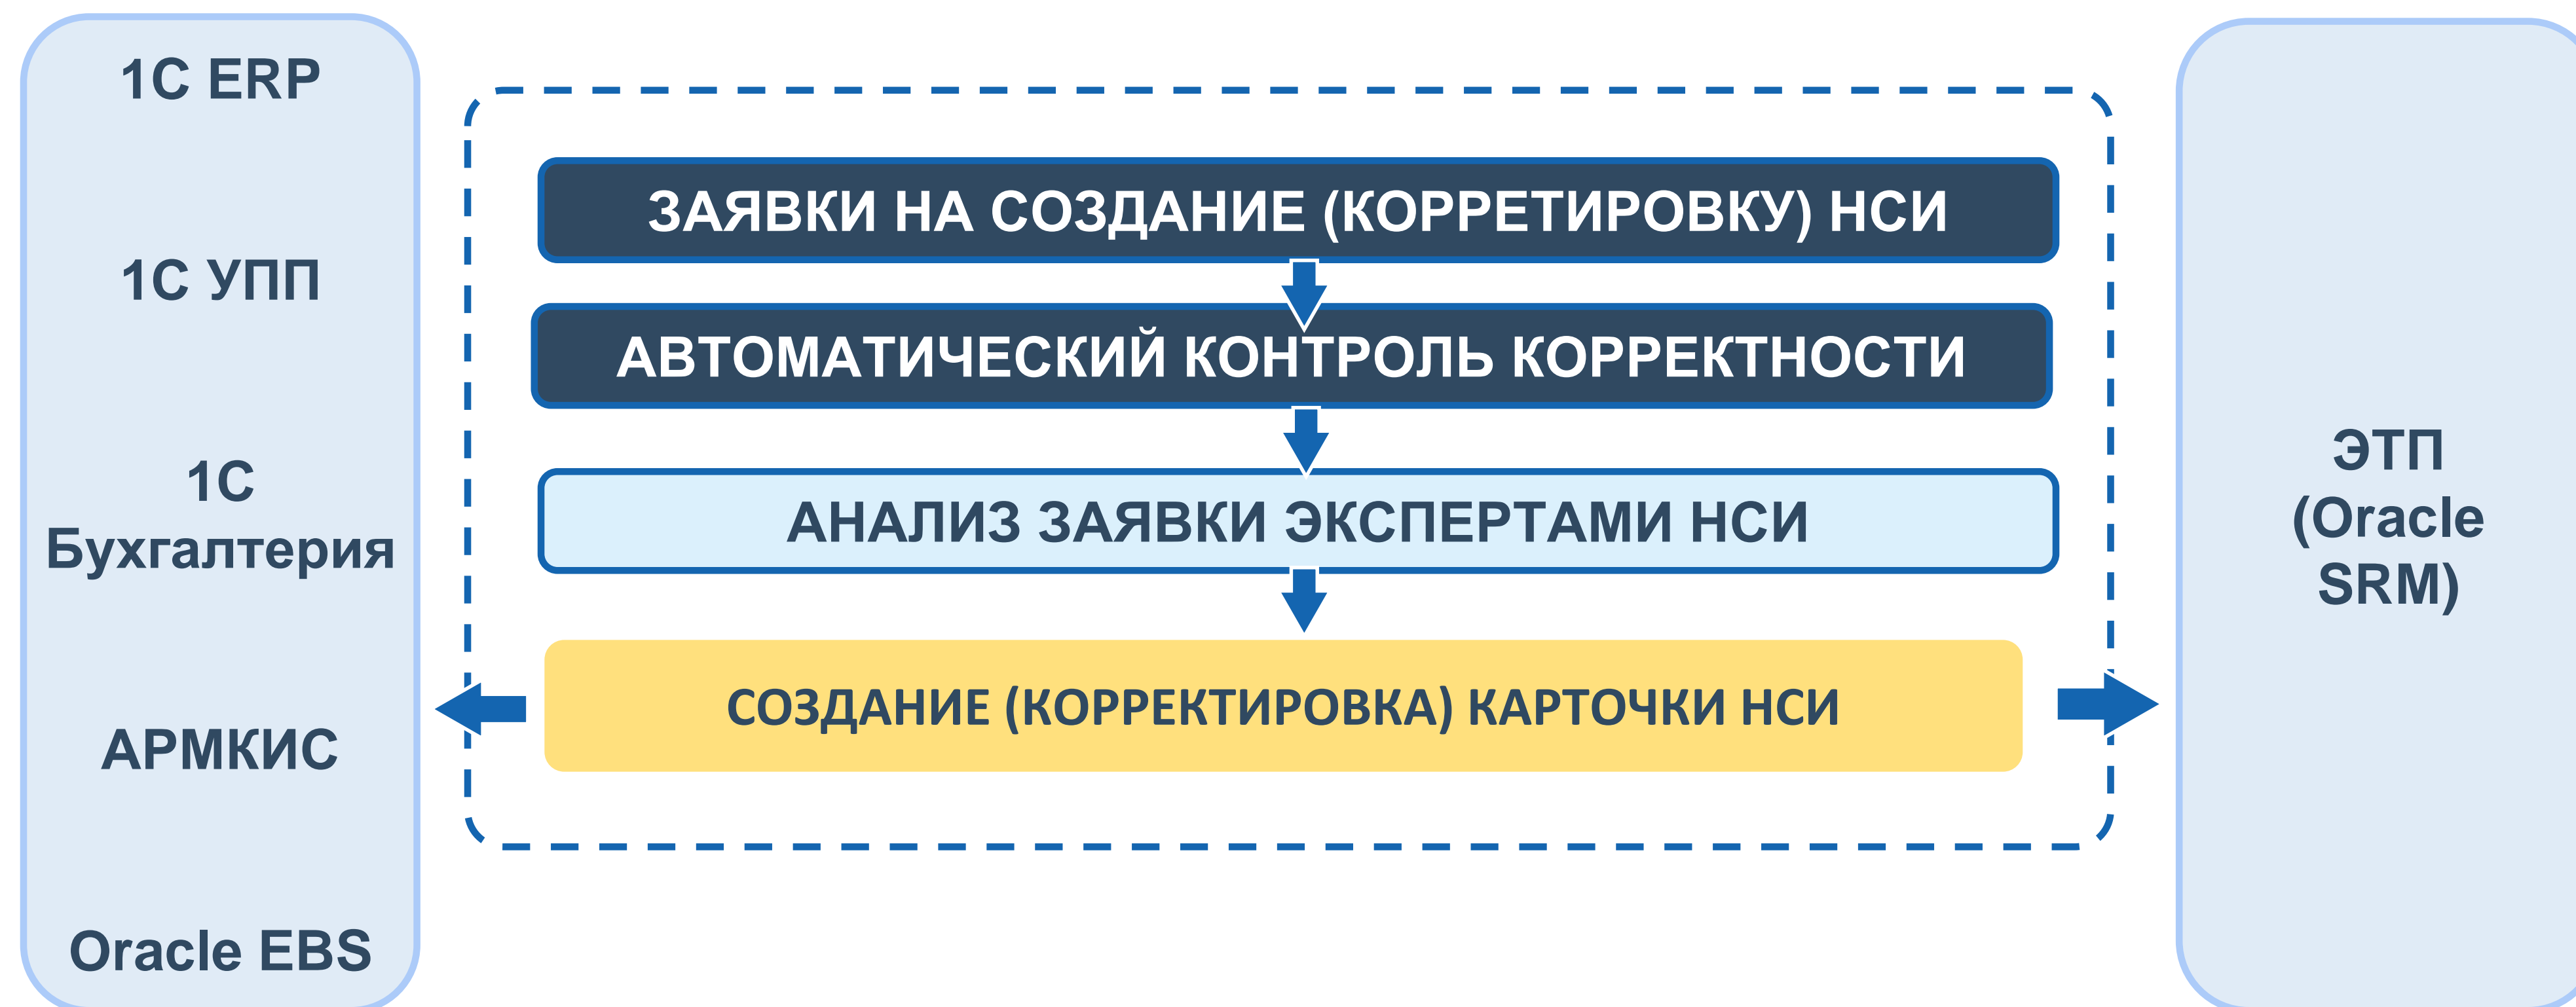 1С ERP
1С УПП
1С
Бухгалтерия
АРМКИС
Oracle EBS
ЗАЯВКИ НА СОЗДАНИЕ (КОРРЕТИРОВКУ) НСИ
АВТОМАТИЧЕСКИЙ КОНТРОЛЬ КОРРЕКТНОСТИ
АНАЛИЗ ЗАЯВКИ ЭКСПЕРТАМИ НСИ
СОЗДАНИЕ (КОРРЕКТИРОВКА) КАРТОЧКИ НСИ
ЭТП
(Oracle
SRM)